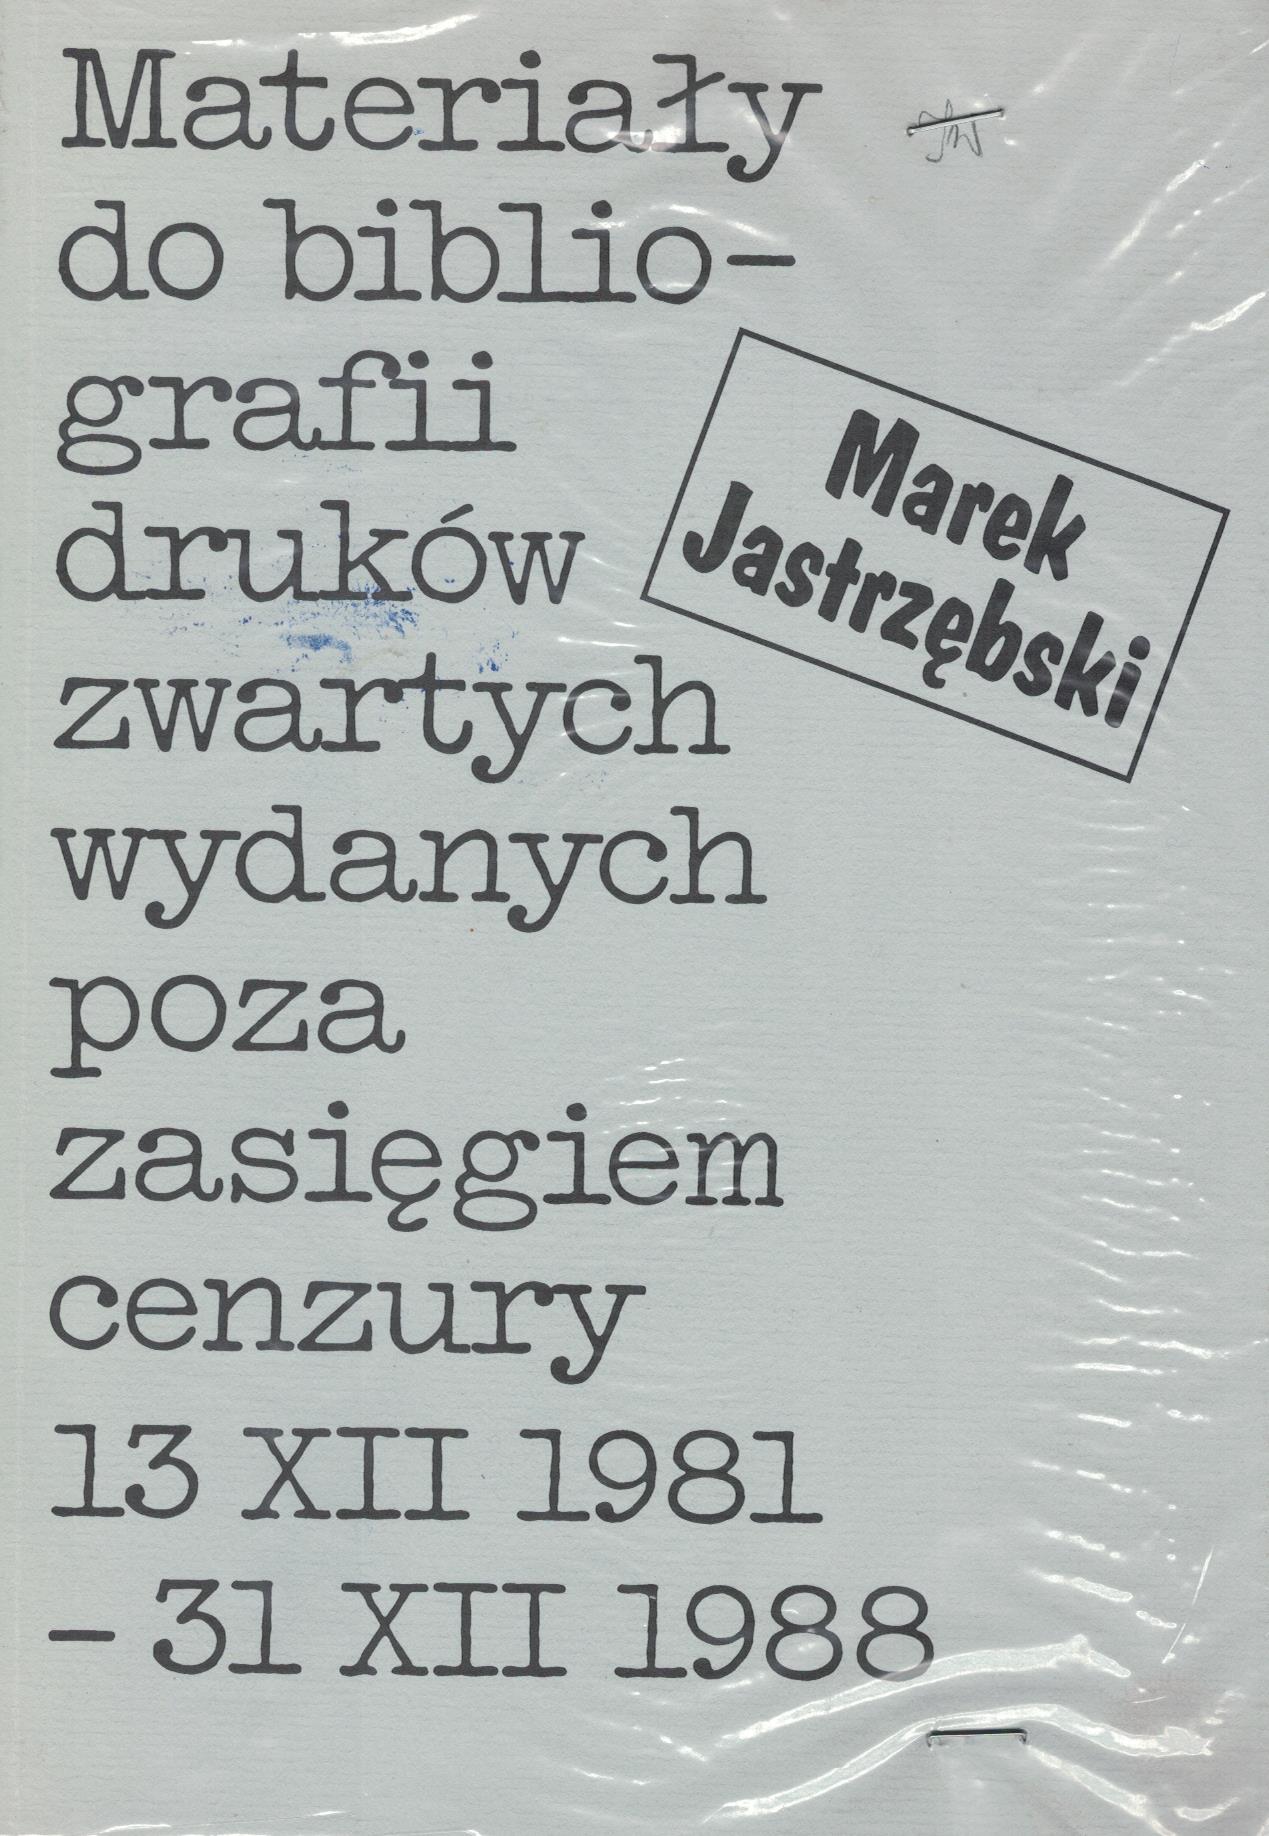 Materiały
do biblio-
grafii
druków
zwartych
wydanych
poza
zasięgiem
cenzury
13 XII 1981
– 31 XII 1988
Marek
Jastrzębski